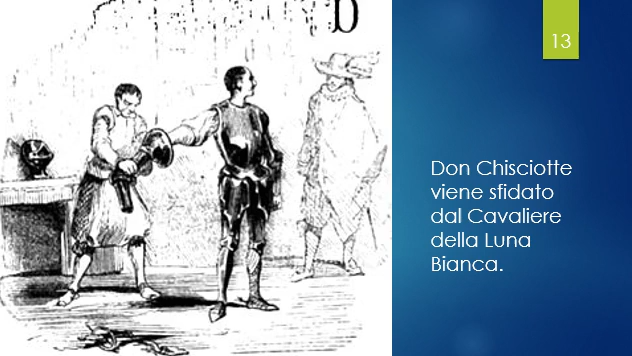 b
13
Don Chisciotte
viene sfidato
dal Cavaliere
della Luna
Bianca.